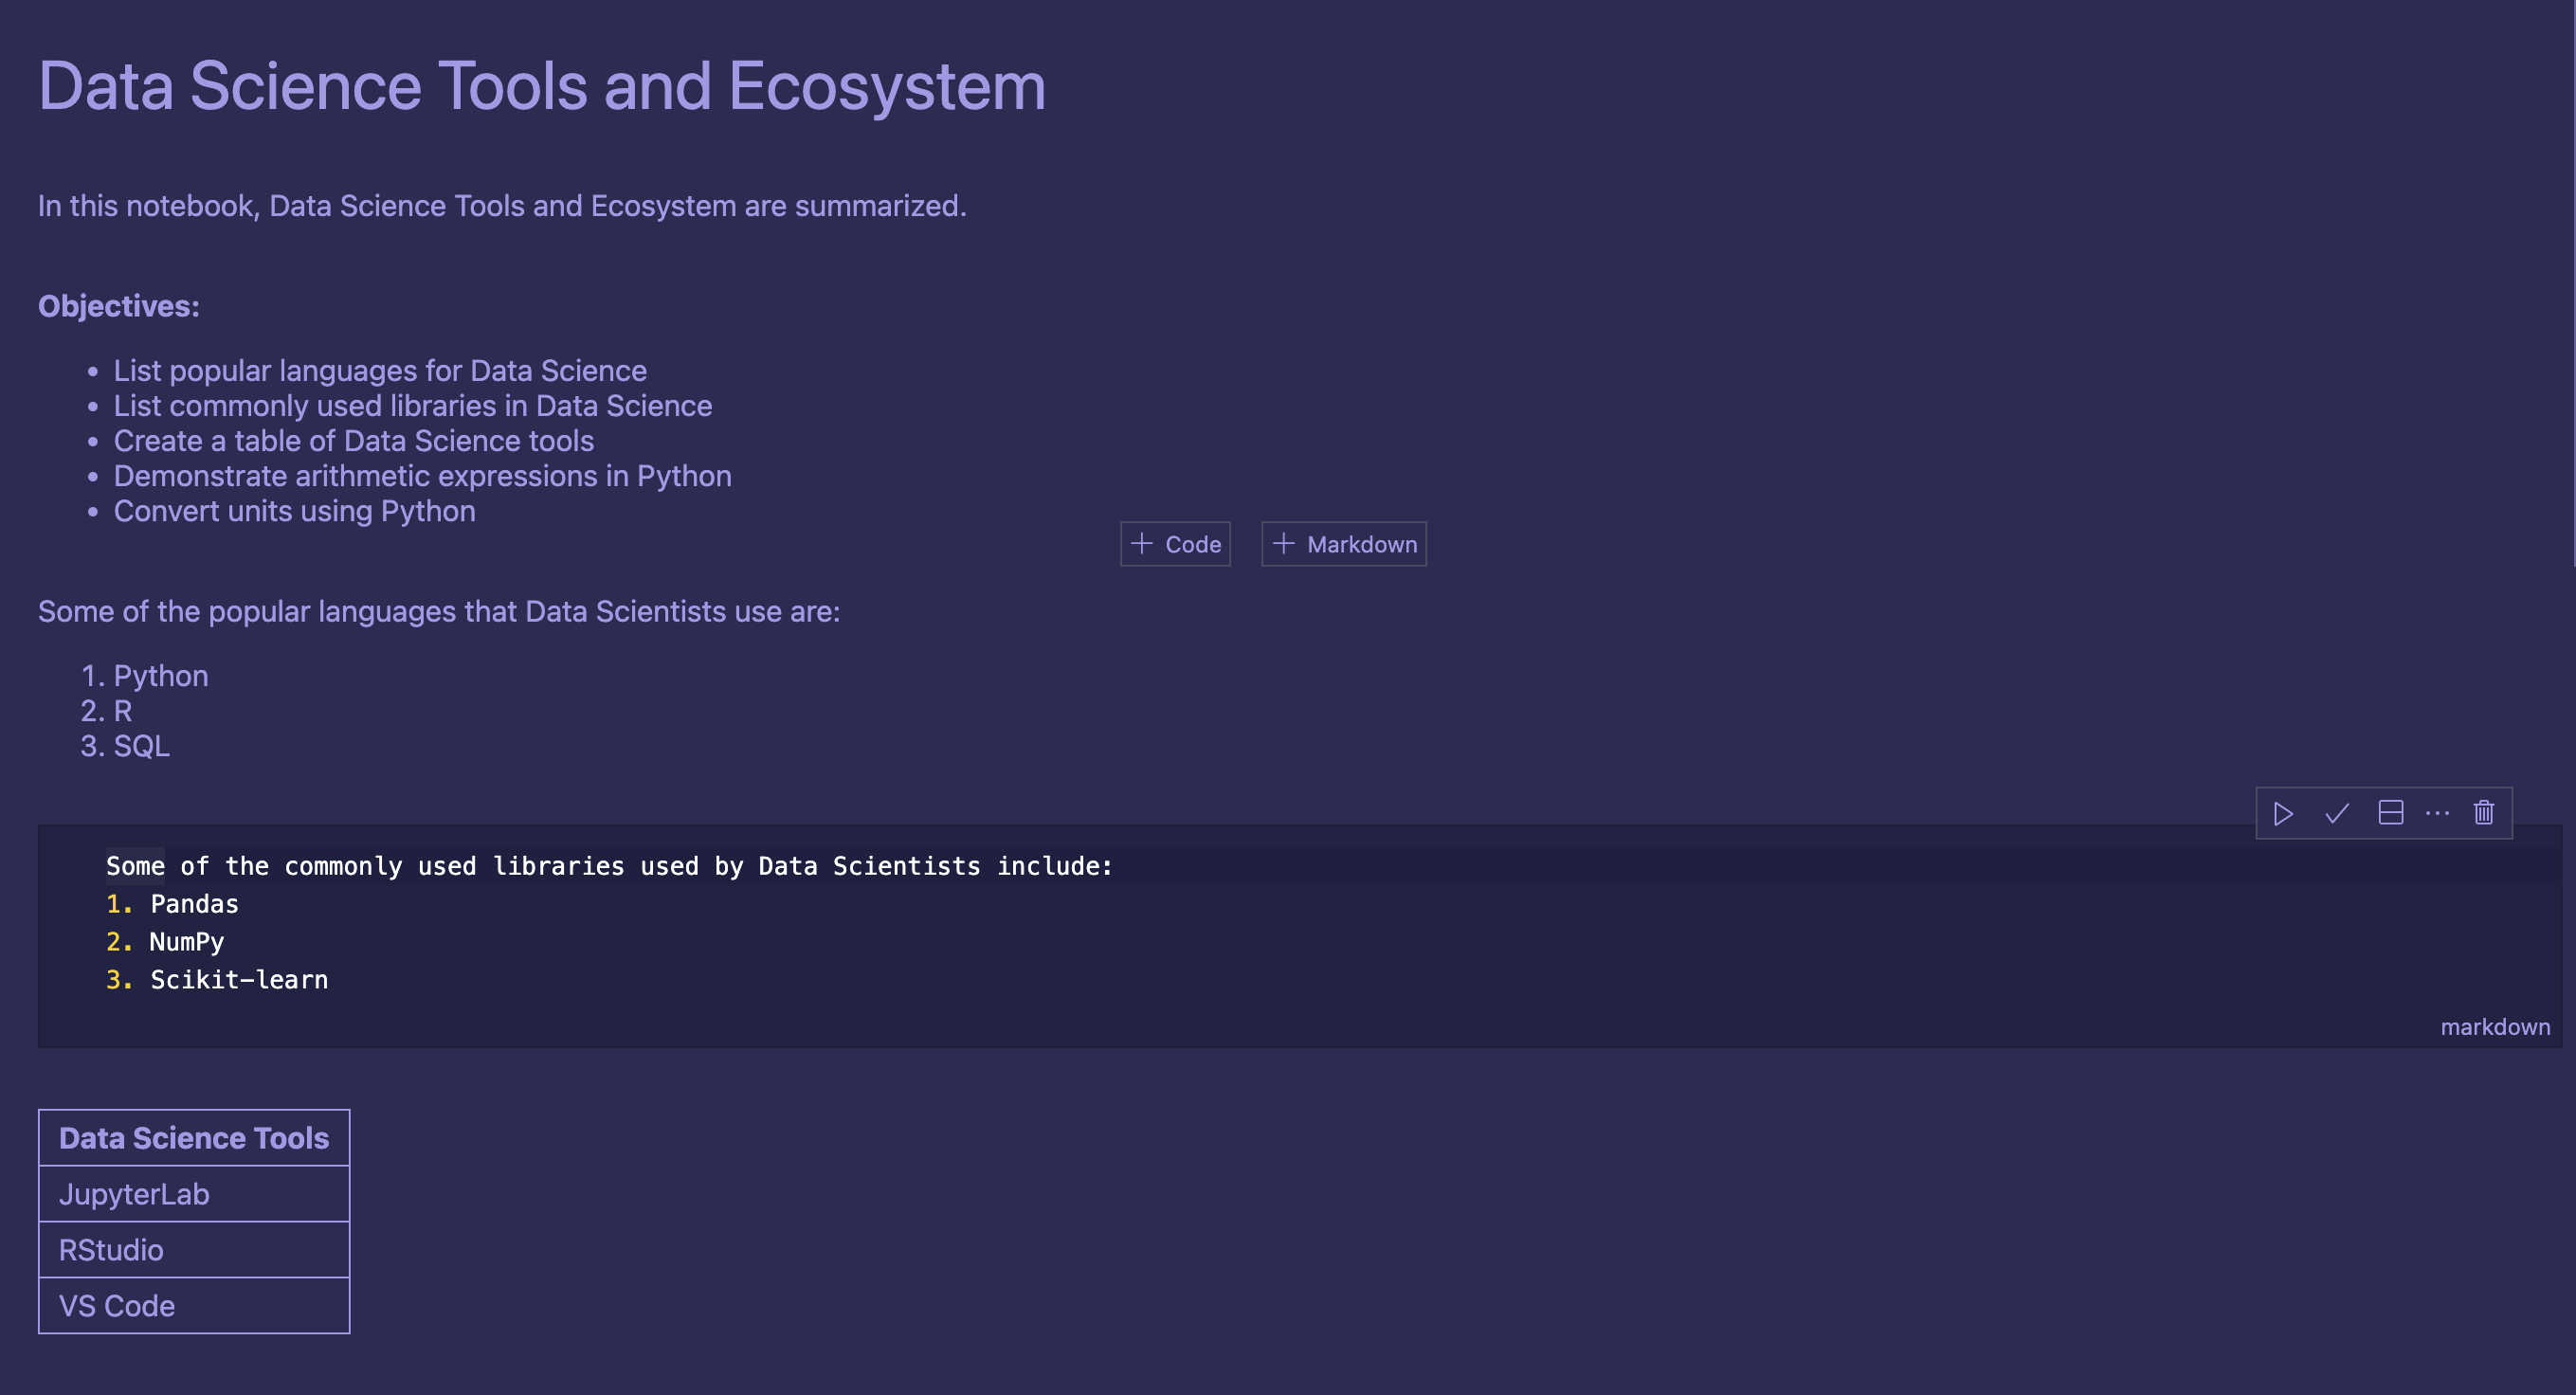 Data Science Tools and Ecosystem
In this notebook, Data Science Tools and Ecosystem are summarized.
Objectives:
• List popular languages for Data Science
• List commonly used libraries in Data Science
• Create a table of Data Science tools
• Demonstrate arithmetic expressions in Python
• Convert units using Python
+ Code + Markdown
Some of the popular languages that Data Scientists use are:
1. Python
2. R
3. SQL
Some of the commonly used libraries used by Data Scientists include:
1. Pandas
2. NumPy
3. Scikit-learn
markdown
Data Science Tools
JupyterLab
RStudio
VS Code